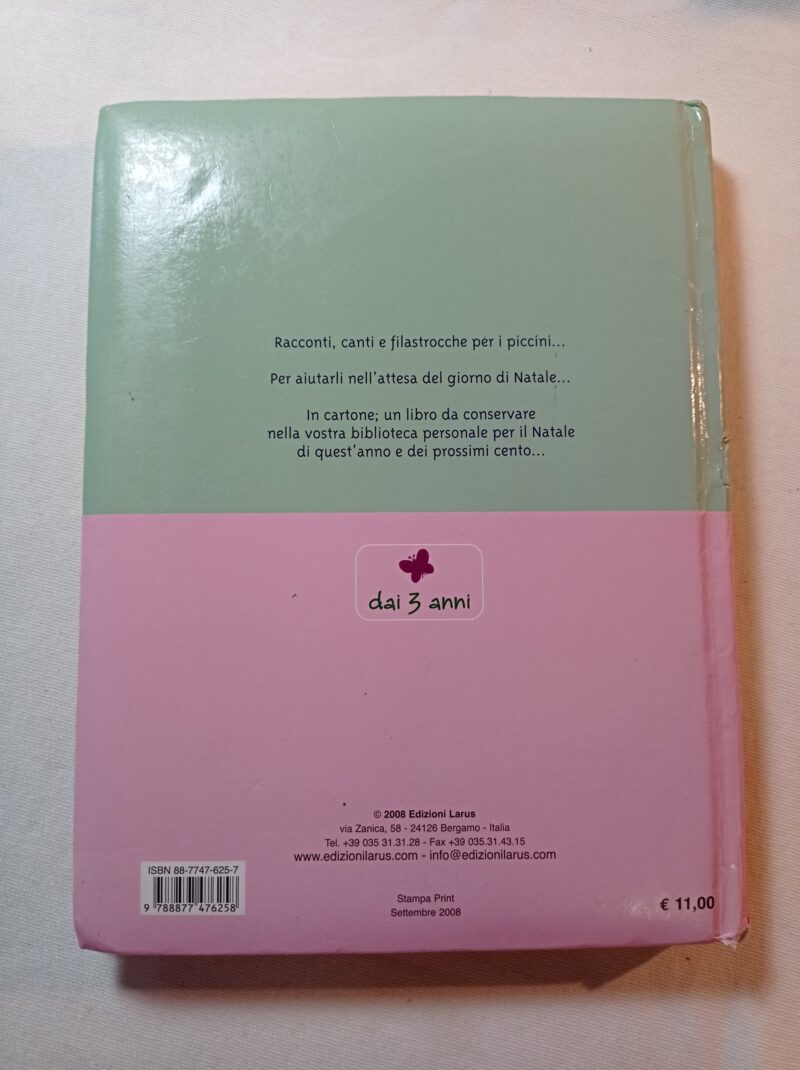 Racconti, canti e filastrocche per i piccini...
Per aiutarli nell'attesa del giorno di Natale...
In cartone; un libro da conservare
nella vostra biblioteca personale per il Natale
di quest'anno e dei prossimi cento...
dai 3 anni
© 2008 Edizioni Larus
via Zanica, 58 - 24126 Bergamo - Italia
Tel. +39 035 31.31.28 - Fax +39 035.31.43.15
www.edizionilarus.com - info@edizionilarus.com
ISBN 88-7747-625-7
9 788877 476258
Stampa Print
Settembre 2008
€ 11,00